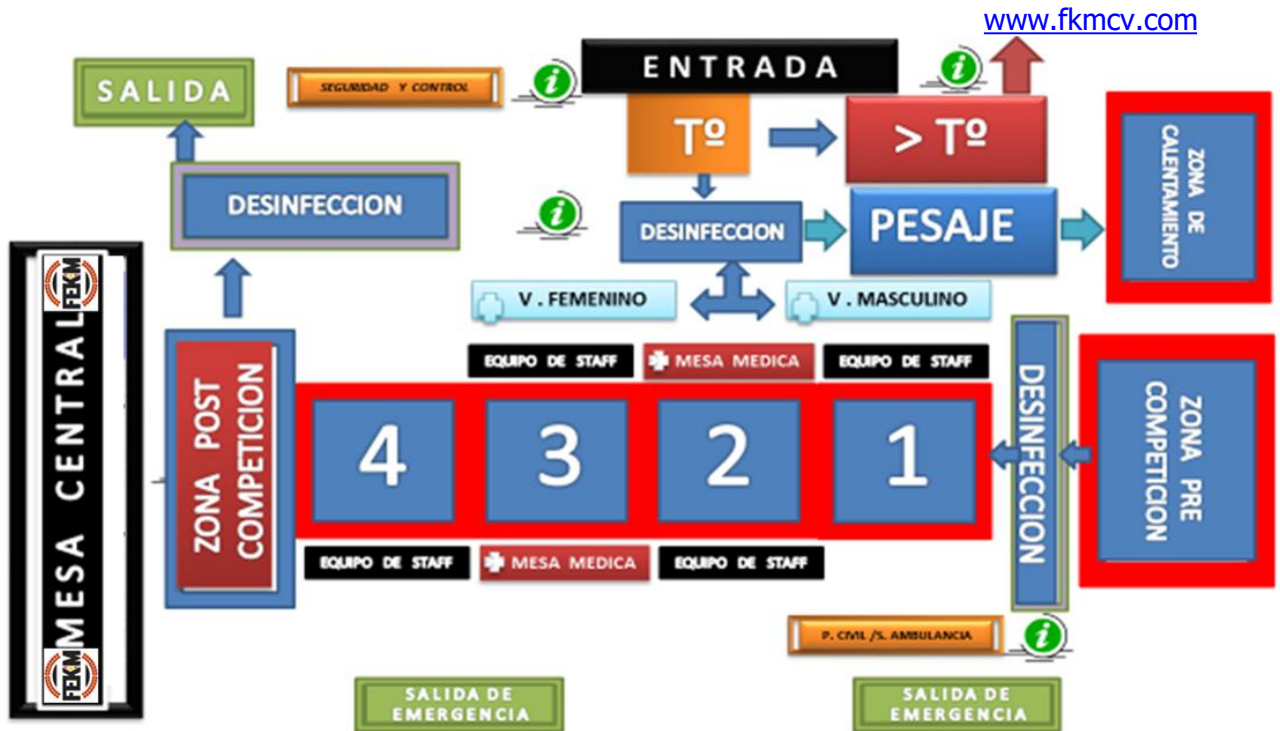 www.fkmcv.com
ENTRADA
SALIDA
SEGURIDAD Y CONTROL
i
i
Tº
> Tº
ZONA DE
CALENTAMIENTO
DESINFECCION
i
DESINFECCION
PESAJE
V . FEMENINO
V . MASCULINO
EQUIPO DE STAFF
MESA MEDICA
EQUIPO DE STAFF
FEKM
MESA CENTRAL
FEKM
ZONA POST
COMPETICION
4
3
2
1
DESINFECCION
ZONA PRE
COMPETICION
EQUIPO DE STAFF
MESA MEDICA
EQUIPO DE STAFF
P. CIVIL /S. AMBULANCIA
i
SALIDA DE
EMERGENCIA
SALIDA DE
EMERGENCIA